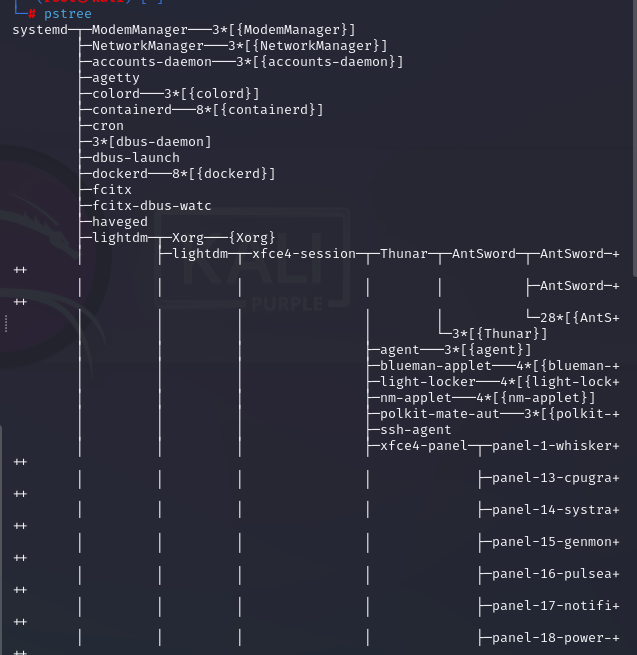 └─# pstree
systemd─┬─ModemManager───3*[{ModemManager}]
├─NetworkManager───3*[{NetworkManager}]
├─accounts-daemon───3*[{accounts-daemon}]
├─agetty
├─colord───3*[{colord}]
├─containerd───8*[{containerd}]
├─cron
├─3*[dbus-daemon]
├─dbus-launch
├─dockerd───8*[{dockerd}]
├─fcitx
├─fcitx-dbus-watc
├─haveged
├─lightdm─┬─Xorg───{Xorg}
│ ├─lightdm─┬─xfce4-session─┬─Thunar─┬─AntSword─┬─AntSword─+
++
│ │ │ │ │ ├─AntSword─+
++
│ │ │ │ │ └─28*[{AntS+
│ │ │ │ └─3*[{Thunar}]
│ │ │ ├─agent───3*[{agent}]
│ │ │ ├─blueman-applet───4*[{blueman-+
│ │ │ ├─light-locker───4*[{light-lock+
│ │ │ ├─nm-applet───4*[{nm-applet}]
│ │ │ ├─polkit-mate-aut───3*[{polkit-+
│ │ │ ├─ssh-agent
│ │ │ ├─xfce4-panel─┬─panel-1-whisker+
++
│ │ │ │ ├─panel-13-cpugra+
++
│ │ │ │ ├─panel-14-systra+
++
│ │ │ │ ├─panel-15-genmon+
++
│ │ │ │ ├─panel-16-pulsea+
++
│ │ │ │ ├─panel-17-notifi+
++
│ │ │ │ ├─panel-18-power-+
++
KALI
PURPLE